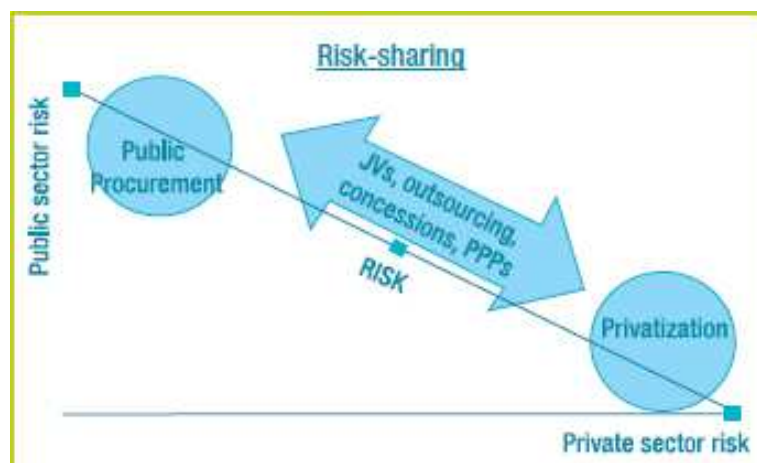 Risk-sharing
Public sector risk
Public
Procurement
JVs, outsourcing,
concessions, PPPs
RISK
Privatization
Private sector risk